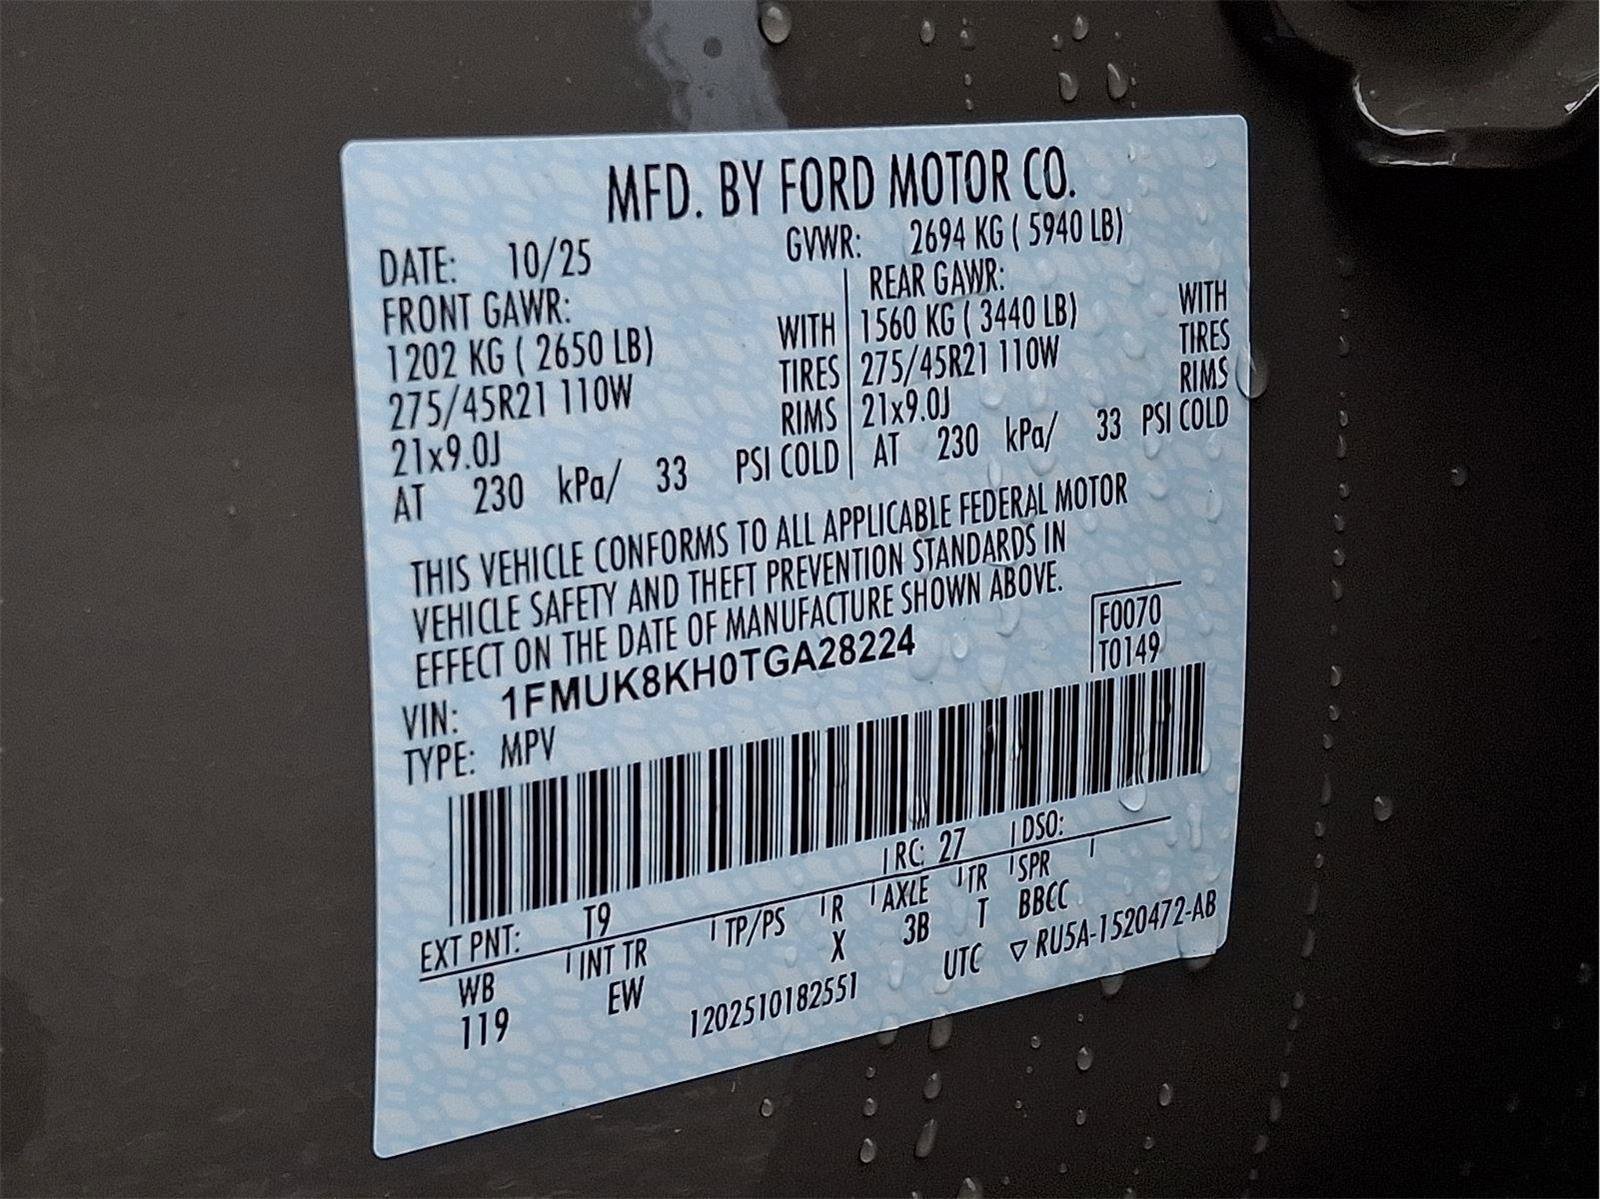 MFD. BY FORD MOTOR CO.
DATE: 10/25 GVWR: 2694 KG ( 5940 LB)
FRONT GAWR: REAR GAWR:
1202 KG ( 2650 LB) WITH 1560 KG ( 3440 LB) WITH
275/45R21 110W TIRES 275/45R21 110W TIRES
21x9.0J RIMS 21x9.0J RIMS
AT 230 kPa/ 33 PSI COLD AT 230 kPa/ 33 PSI COLD
THIS VEHICLE CONFORMS TO ALL APPLICABLE FEDERAL MOTOR
VEHICLE SAFETY AND THEFT PREVENTION STANDARDS IN
EFFECT ON THE DATE OF MANUFACTURE SHOWN ABOVE.
VIN: 1FMUK8KH0TGA28224 F0070
TYPE: MPV T0149
EXT PNT: T9 RC: 27 DSO:
WB INT TR TP/PS R AXLE TR SPR
119 EW X 3B T BBCC
1202510182551 UTC ▽ RU5A-1520472-AB